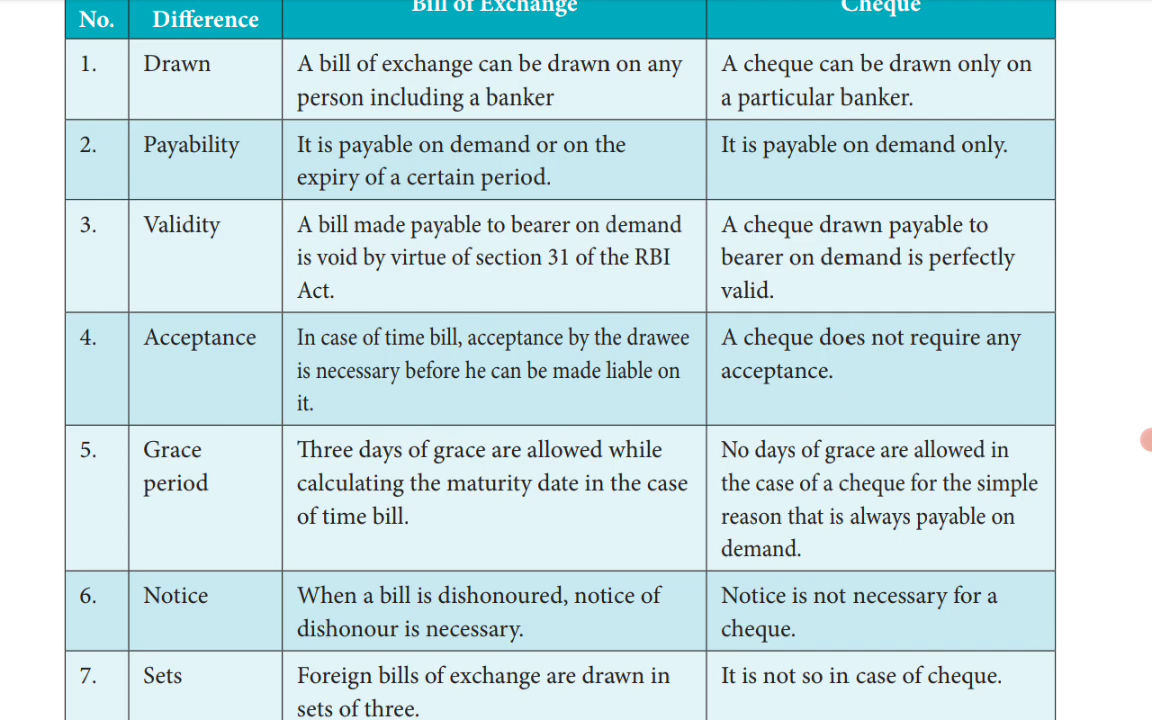 No. Difference Bill of Exchange Cheque
1. Drawn A bill of exchange can be drawn on any A cheque can be drawn only on
person including a banker a particular banker.
2. Payability It is payable on demand or on the It is payable on demand only.
expiry of a certain period.
3. Validity A bill made payable to bearer on demand A cheque drawn payable to
is void by virtue of section 31 of the RBI bearer on demand is perfectly
Act. valid.
4. Acceptance In case of time bill, acceptance by the drawee A cheque does not require any
is necessary before he can be made liable on acceptance.
it.
5. Grace Three days of grace are allowed while No days of grace are allowed in
period calculating the maturity date in the case the case of a cheque for the simple
of time bill. reason that is always payable on
demand.
6. Notice When a bill is dishonoured, notice of Notice is not necessary for a
dishonour is necessary. cheque.
7. Sets Foreign bills of exchange are drawn in It is not so in case of cheque.
sets of three.